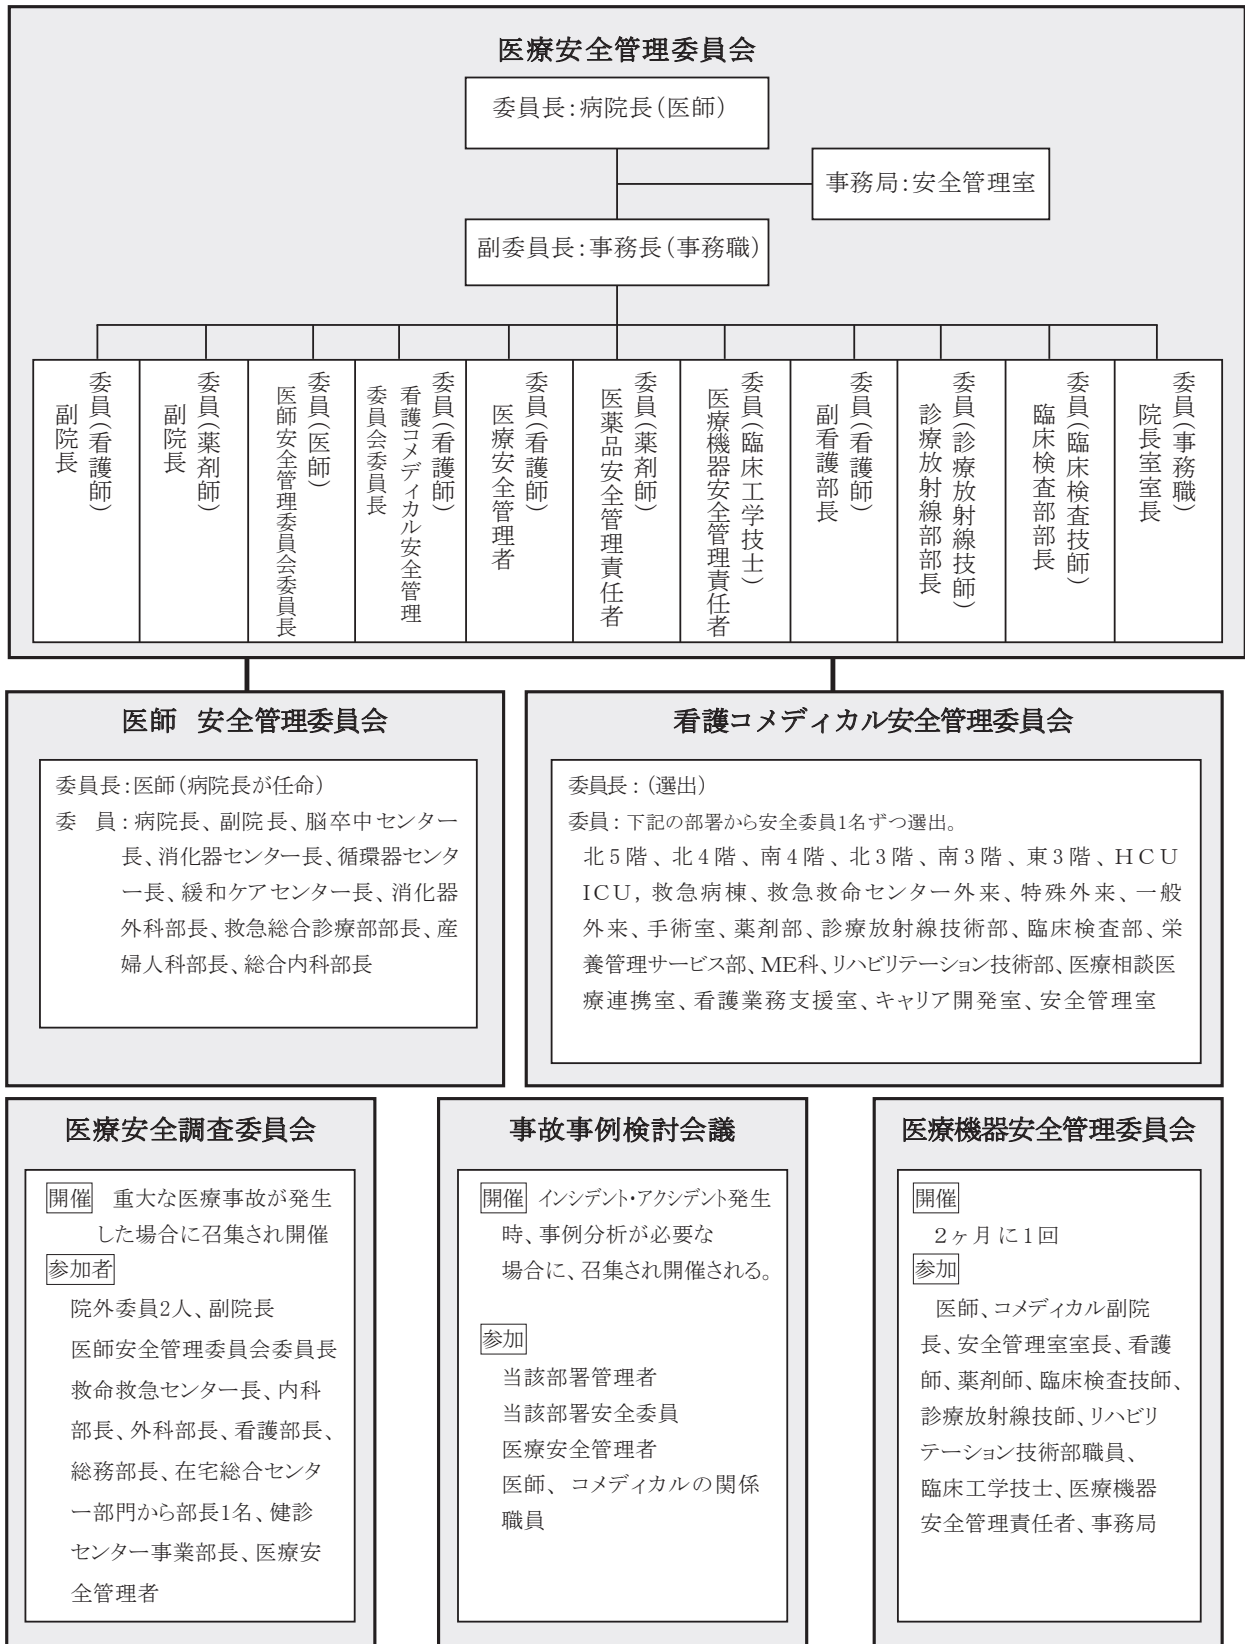 医療安全管理委員会
委員長：病院長（医師）
事務局：安全管理室
副委員長：事務長（事務職）
委員（看護師）
副院長
委員（薬剤師）
副院長
委員（医師）
医師安全管理委員会委員長
委員（看護師）
看護コメディカル安全管理
委員会委員長
委員（看護師）
医療安全管理者
委員（薬剤師）
医薬品安全管理責任者
委員（臨床工学技士）
医療機器安全管理責任者
委員（看護師）
副看護部長
委員（診療放射線技師）
診療放射線部部長
委員（臨床検査技師）
臨床検査部部長
委員（事務職）
院長室室長
医師 安全管理委員会
委員長：医師（病院長が任命）
委 員：病院長、副院長、脳卒中センター
長、消化器センター長、循環器センタ
ー長、緩和ケアセンター長、消化器
外科部長、救急総合診療部部長、産
婦人科部長、総合内科部長
看護コメディカル安全管理委員会
委員長：（選出）
委員：下記の部署から安全委員1名ずつ選出。
北5階、北4階、南4階、北3階、南3階、東3階、HCU
ICU，救急病棟、救急救命センター外来、特殊外来、一般
外来、手術室、薬剤部、診療放射線技術部、臨床検査部、栄
養管理サービス部、ME科、リハビリテーション技術部、医療相談医
療連携室、看護業務支援室、キャリア開発室、安全管理室
医療安全調査委員会
開催 重大な医療事故が発生
した場合に召集され開催
参加者
院外委員2人、副院長
医師安全管理委員会委員長
救命救急センター長、内科
部長、外科部長、看護部長、
総務部長、在宅総合センタ
ー部門から部長1名、健診
センター事業部長、医療安
全管理者
事故事例検討会議
開催 インシデント・アクシデント発生
時、事例分析が必要な
場合に、召集され開催される。
参加
当該部署管理者
当該部署安全委員
医療安全管理者
医師、コメディカルの関係
職員
医療機器安全管理委員会
開催
2ヶ月に1回
参加
医師、コメディカル副院
長、安全管理室室長、看護
師、薬剤師、臨床検査技師、
診療放射線技師、リハビリ
テーション技術部職員、
臨床工学技士、医療機器
安全管理責任者、事務局